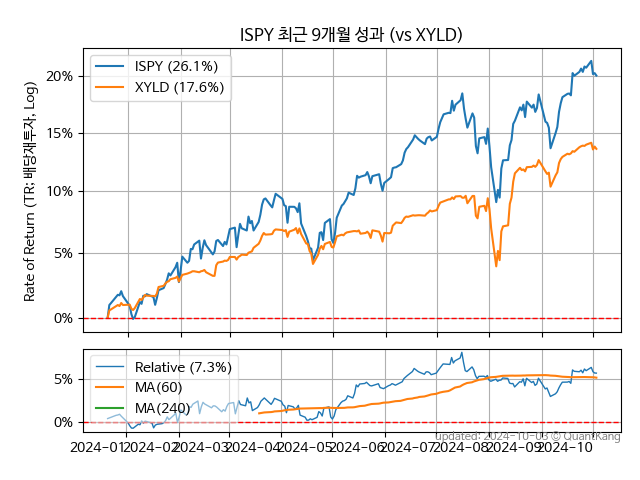 ISPY 최근 9개월 성과 (vs XYLD)
Rate of Return (TR: 배당재투자, Log)
20%
15%
10%
5%
0%
ISPY (26.1%)
XYLD (17.6%)
5%
0%
Relative (7.3%)
MA(60)
MA(240)
2024-01
2024-02
2024-03
2024-04
2024-05
2024-06
2024-07
2024-08
2024-09
2024-10
updated: 2024-10-03 © QuantKang